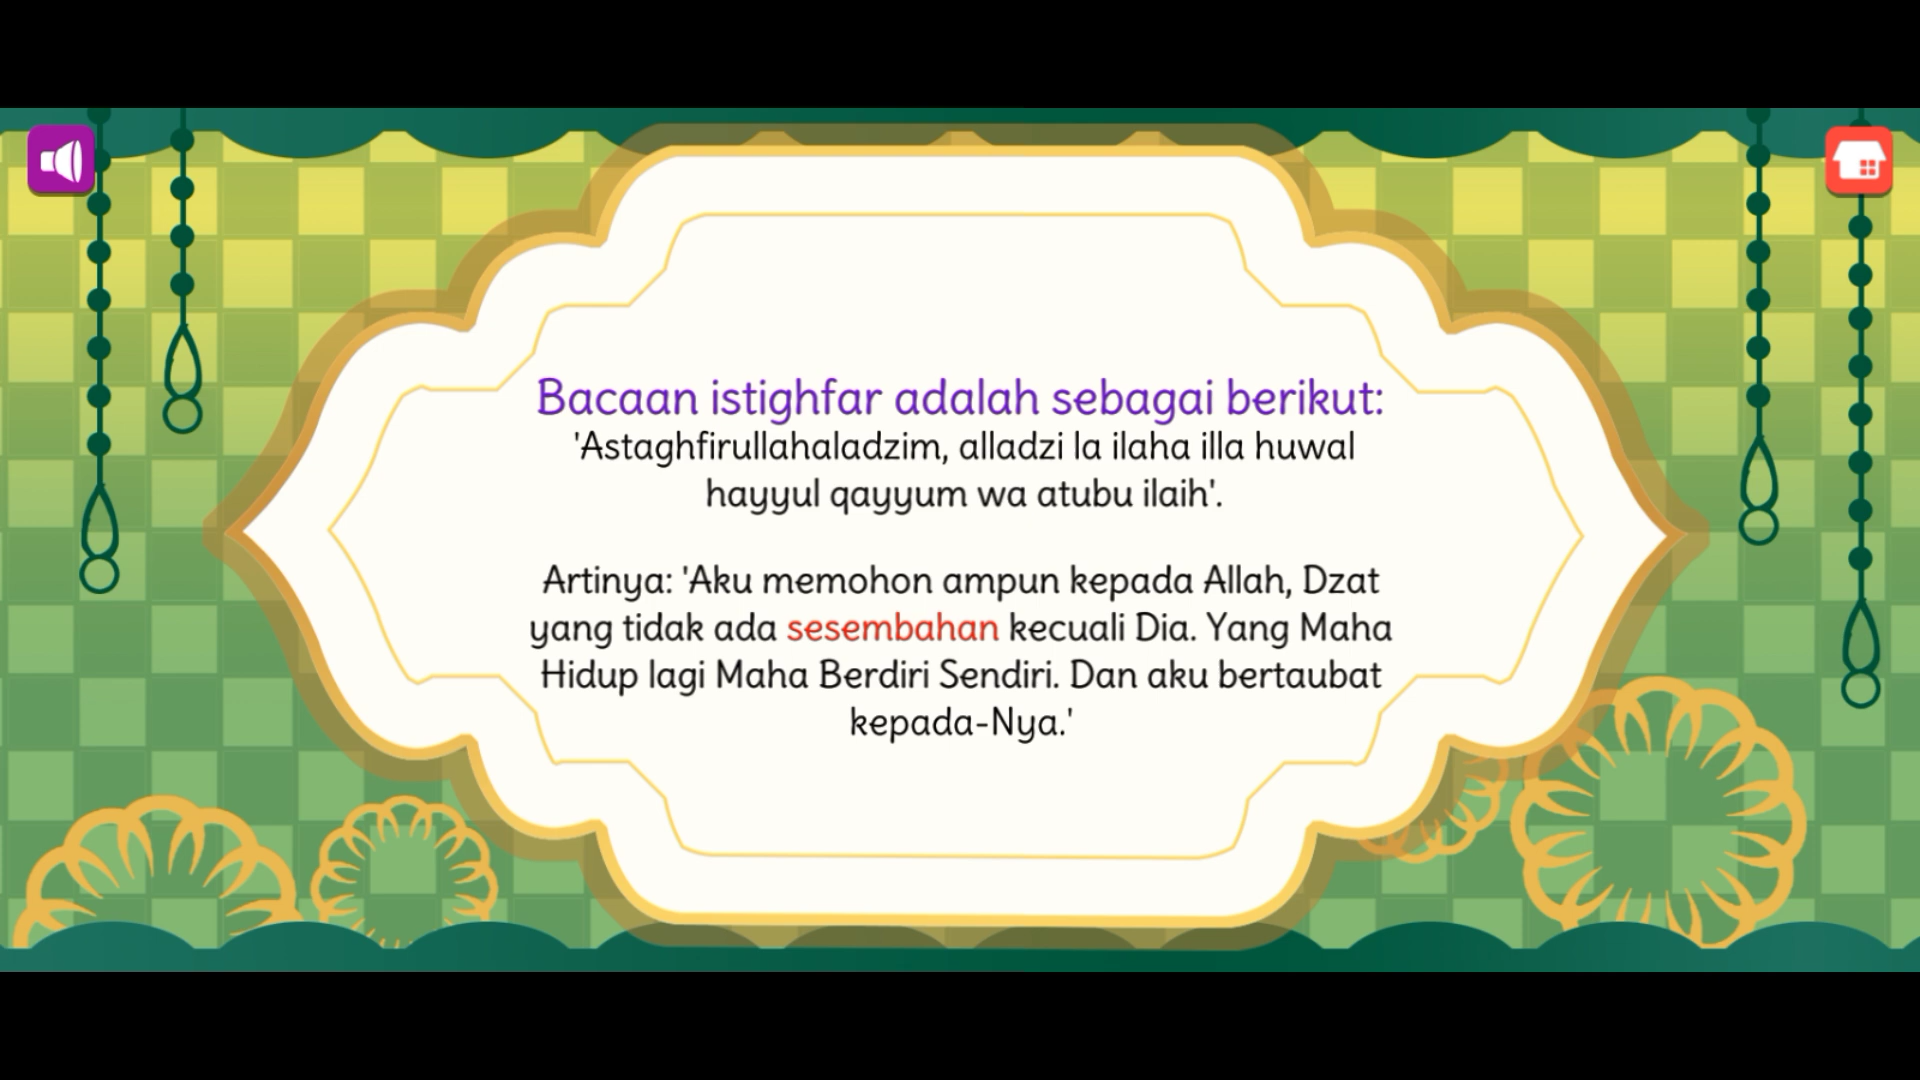 Bacaan istighfar adalah sebagai berikut:
'Astaghfirullahaladzim, alladzi la ilaha illa huwal
hayyul qayyum wa atubu ilaih'.
Artinya: 'Aku memohon ampun kepada Allah, Dzat
yang tidak ada sesembahan kecuali Dia. Yang Maha
Hidup lagi Maha Berdiri Sendiri. Dan aku bertaubat
kepada-Nya.'